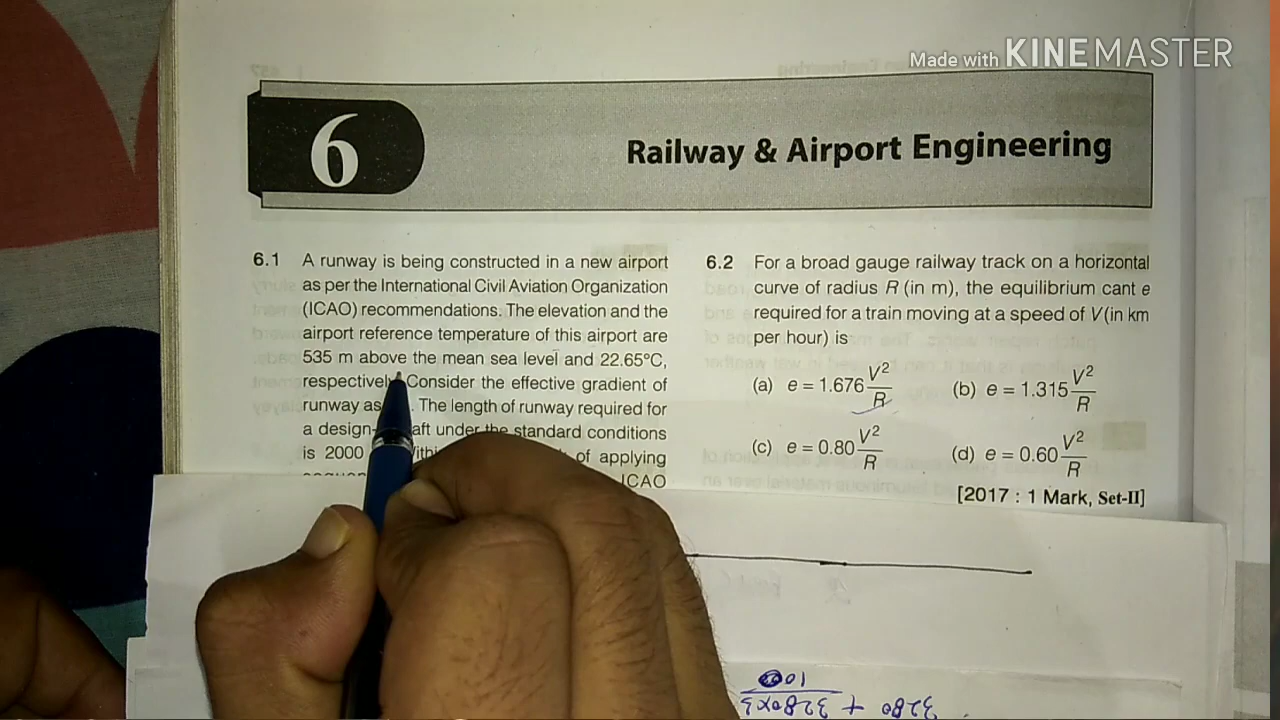 Made with KINEMASTER
6
Railway & Airport Engineering
6.1 A runway is being constructed in a new airport
as per the International Civil Aviation Organization
(ICAO) recommendations. The elevation and the
airport reference temperature of this airport are
535 m above the mean sea level and 22.65°C,
respectively Consider the effective gradient of
runway as The length of runway required for
a design- aft under the standard conditions
is 2000 of applying
ICAO
6.2 For a broad gauge railway track on a horizontal
curve of radius R (in m), the equilibrium cant e
required for a train moving at a speed of V (in km
per hour) is
(a) e = 1.676 V²/R (b) e = 1.315 V²/R
(c) e = 0.80 V²/R (d) e = 0.60 V²/R
[2017 : 1 Mark, Set-II]